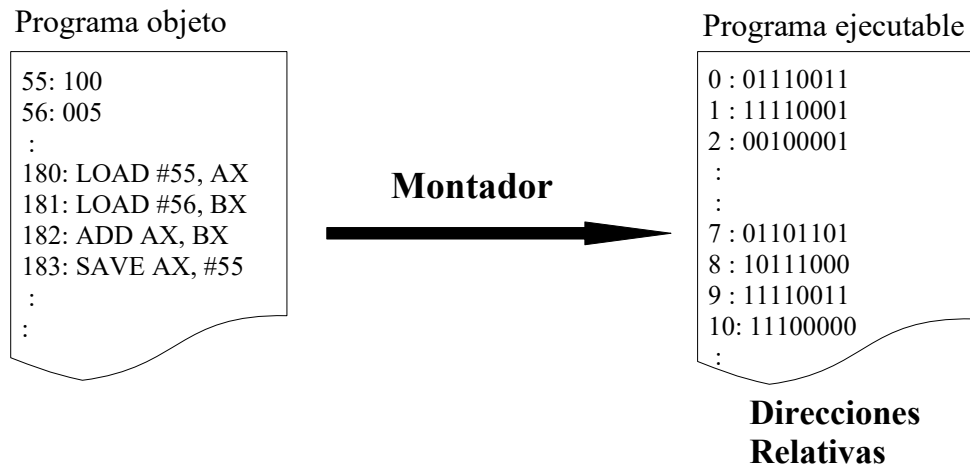 Programa objeto
55: 100
56: 005
:
180: LOAD #55, AX
181: LOAD #56, BX
182: ADD AX, BX
183: SAVE AX, #55
:
:
Montador
Programa ejecutable
0 : 01110011
1 : 11110001
2 : 00100001
:
:
7 : 01101101
8 : 10111000
9 : 11110011
10: 11100000
:
Direcciones
Relativas